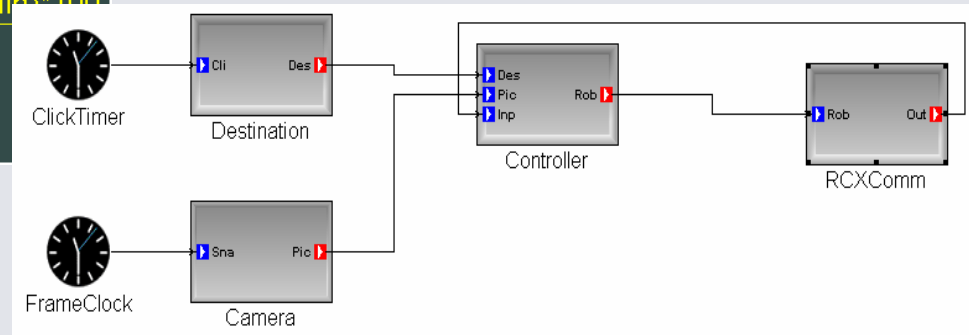 ClickTimer
Cli
Des
Destination
Des
Pic
Inp
Rob
Controller
Rob
Out
RCXComm
FrameClock
Sna
Pic
Camera